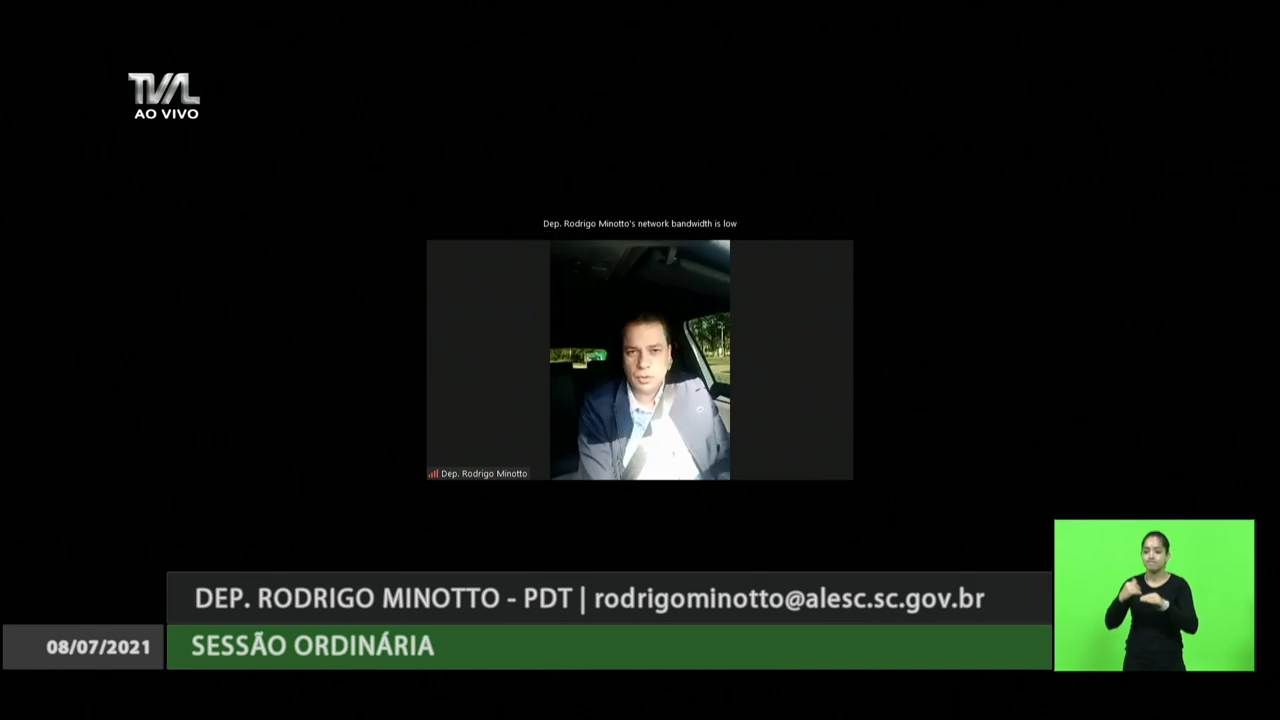 TVAL
AO VIVO
Dep. Rodrigo Minotto's network bandwidth is low
Dep. Rodrigo Minotto
DEP. RODRIGO MINOTTO - PDT | rodrigominotto@alesc.sc.gov.br
08/07/2021
SESSÃO ORDINÁRIA